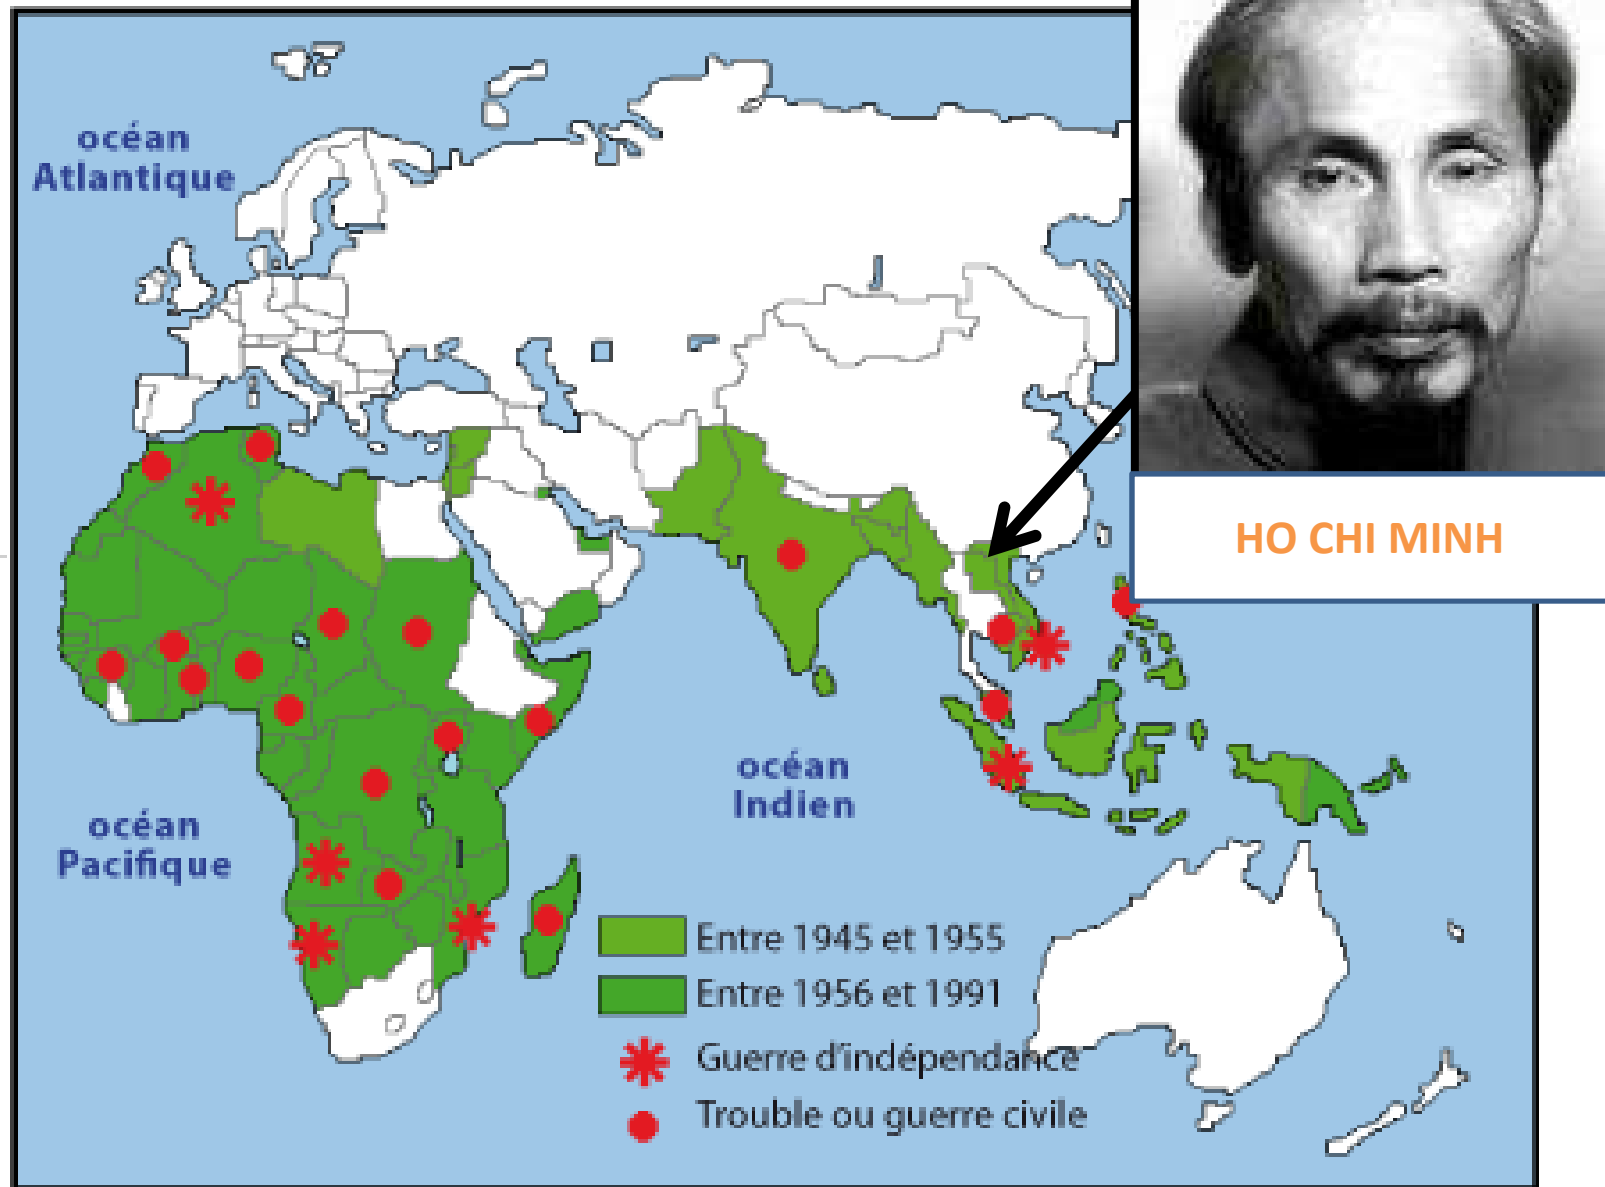 océan
Atlantique
HO CHI MINH
océan
Indien
océan
Pacifique
Entre 1945 et 1955
Entre 1956 et 1991
Guerre d'indépendance
Trouble ou guerre civile